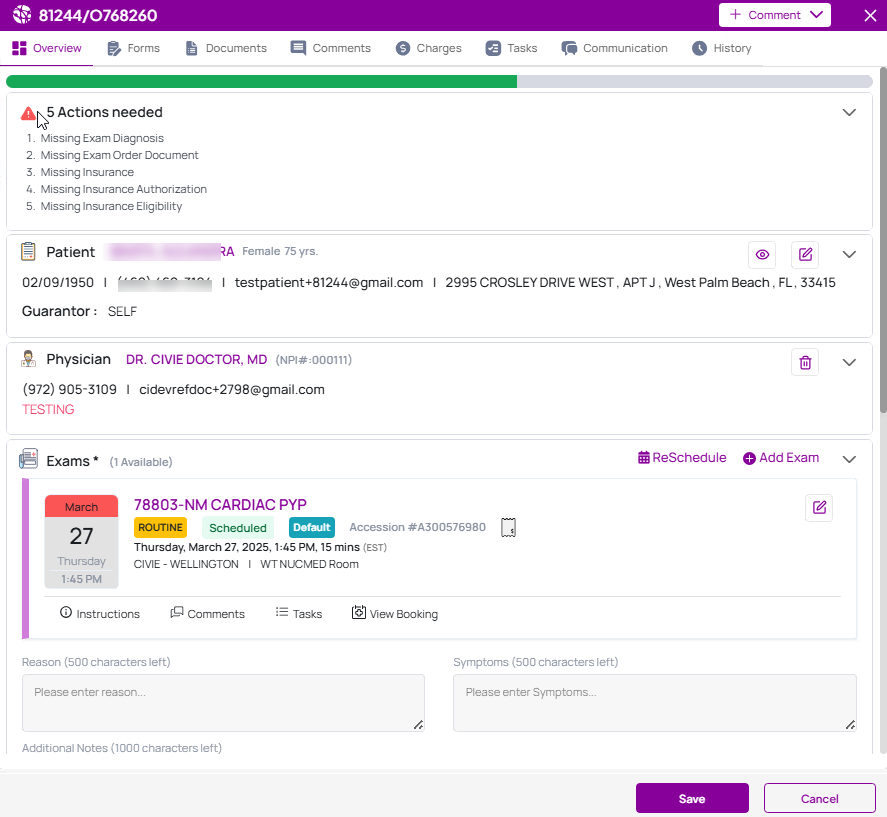 81244/O768260 + Comment
Overview Forms Documents Comments Charges Tasks Communication History
5 Actions needed
1. Missing Exam Diagnosis
2. Missing Exam Order Document
3. Missing Insurance
4. Missing Insurance Authorization
5. Missing Insurance Eligibility
Patient RA Female 75 yrs.
02/09/1950 | | testpatient+81244@gmail.com | 2995 CROSLEY DRIVE WEST , APT J , West Palm Beach , FL , 33415
Guarantor : SELF
Physician DR. CIVIE DOCTOR, MD (NPI#:000111)
(972) 905-3109 | cidevrefdoc+2798@gmail.com
TESTING
Exams * (1 Available) ReSchedule Add Exam
March
27
Thursday
1:45 PM
78803-NM CARDIAC PYP
ROUTINE Scheduled Default Accession #A300576980
Thursday, March 27, 2025, 1:45 PM, 15 mins (EST)
CIVIE - WELLINGTON | WT NUCMED Room
Instructions Comments Tasks View Booking
Reason (500 characters left) Symptoms (500 characters left)
Please enter reason... Please enter Symptoms...
Additional Notes (1000 characters left)
Save Cancel